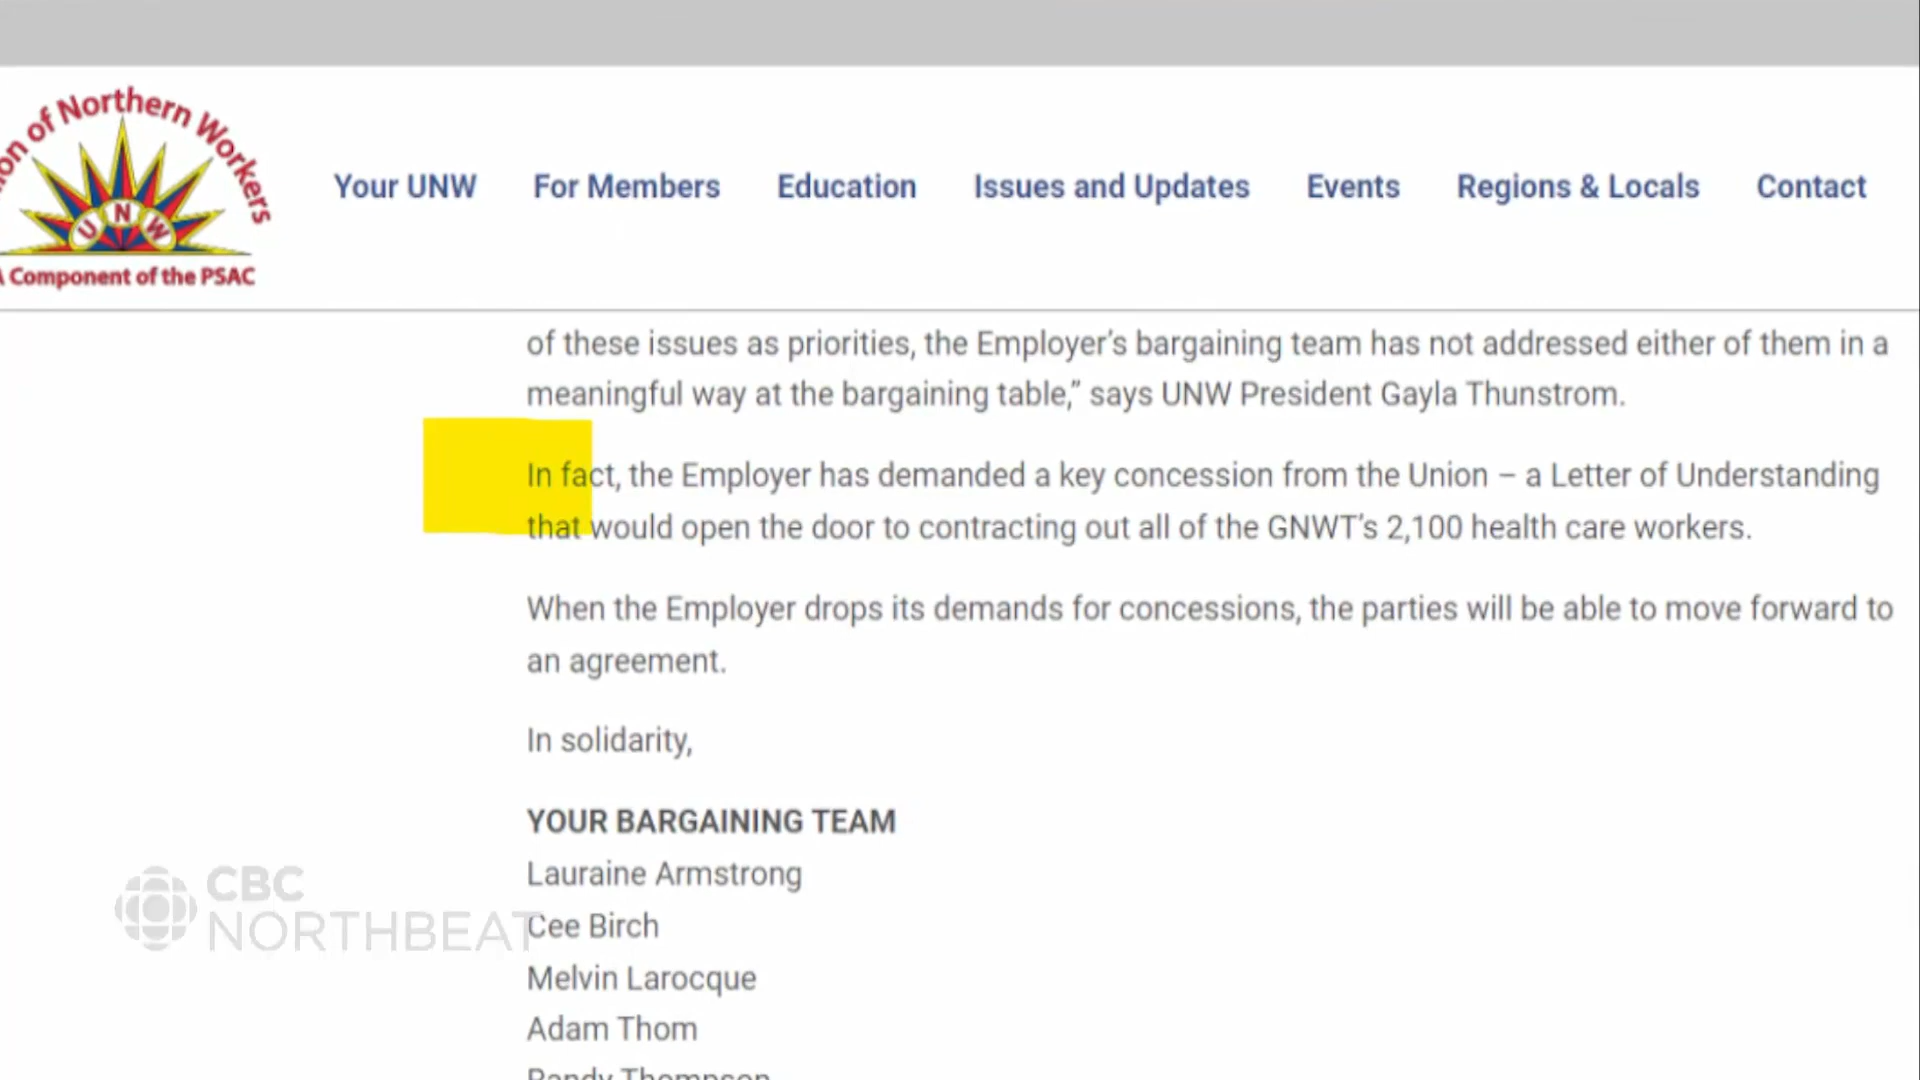 on of Northern Workers
U N W
A Component of the PSAC
Your UNW For Members Education Issues and Updates Events Regions & Locals Contact
of these issues as priorities, the Employer’s bargaining team has not addressed either of them in a
meaningful way at the bargaining table,” says UNW President Gayla Thunstrom.
In fact, the Employer has demanded a key concession from the Union – a Letter of Understanding
that would open the door to contracting out all of the GNWT’s 2,100 health care workers.
When the Employer drops its demands for concessions, the parties will be able to move forward to
an agreement.
In solidarity,
YOUR BARGAINING TEAM
Lauraine Armstrong
Cee Birch
Melvin Larocque
Adam Thom
Randy Thompson
CBC
NORTHBEAT